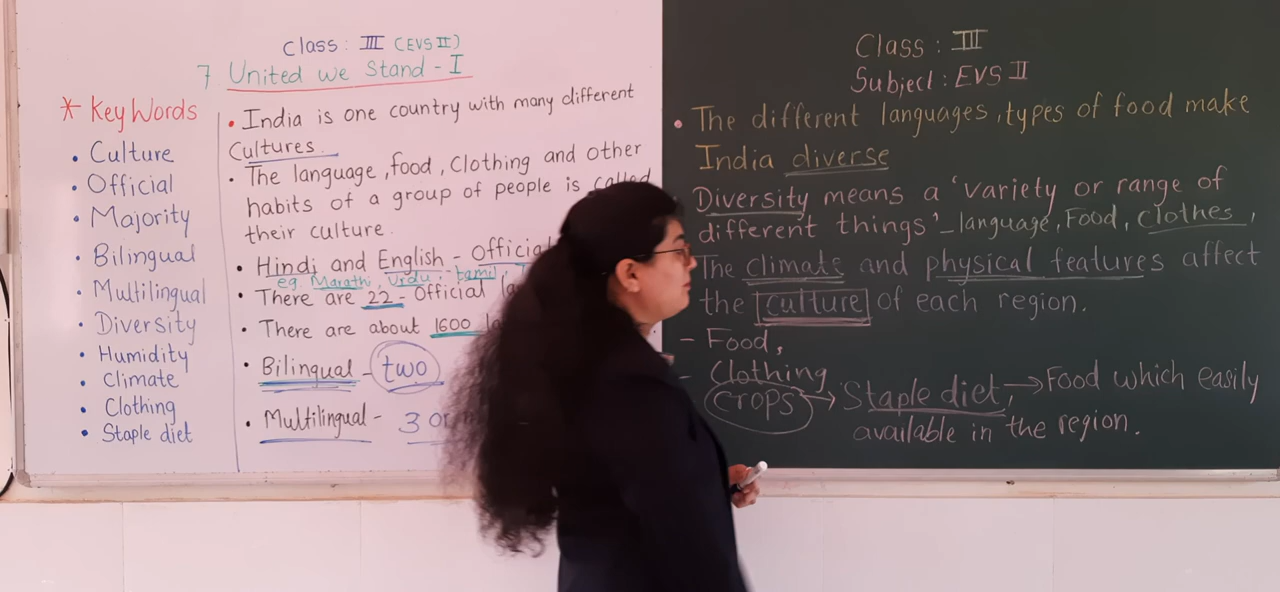 Class : III (EVS II)
7 United we Stand - I
* Key Words
• Culture
• Official
• Majority
• Bilingual
• Multilingual
• Diversity
• Humidity
• Climate
• Clothing
• Staple diet
• India is one country with many different
Cultures.
• The language, food, Clothing and other
habits of a group of people is called
their culture.
• Hindi and English - Official
eg Marathi, Urdu, tamil,
• There are 22 - Official
• There are about 1600
• Bilingual - two
• Multilingual - 3 or
Class : III
Subject : EVS II
• The different languages, types of food make
India diverse
Diversity means a 'variety or range of
different things' - language, Food, clothes,
The climate and physical features affect
the culture of each region.
- Food,
- Clothing
Crops → Staple diet, → Food which easily
available in the region.